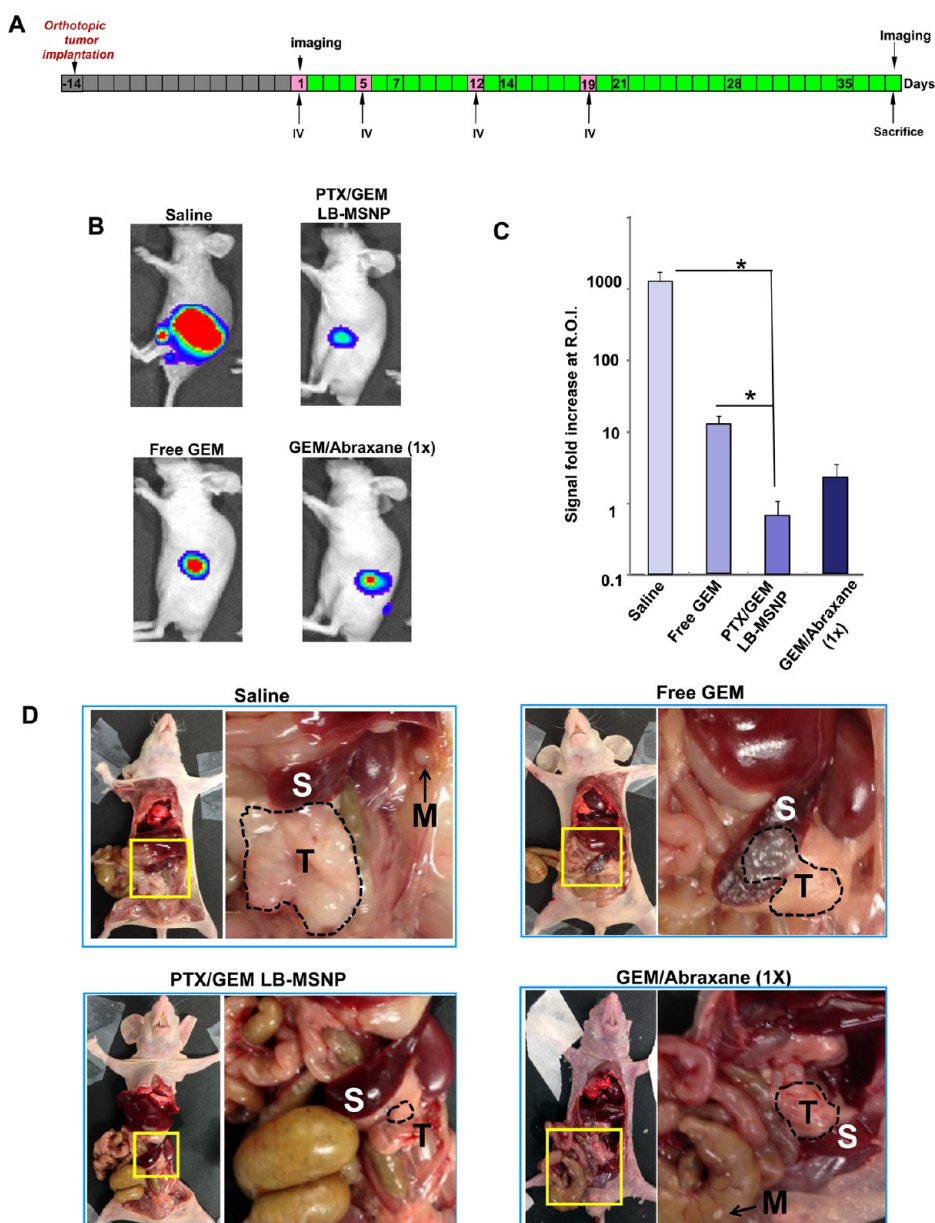 A
Orthotopic
tumor
implantation
imaging
Imaging
-14 1 5 7 12 14 19 21 28 35 Days
IV IV IV IV Sacrifice
B
Saline
PTX/GEM
LB-MSNP
Free GEM
GEM/Abraxane (1x)
C
Signal fold increase at R.O.I.
1000
100
10
1
0.1
*
*
Saline
Free GEM
PTX/GEM
LB-MSNP
GEM/Abraxane
(1x)
D
Saline
S
M
T
Free GEM
S
T
PTX/GEM LB-MSNP
S
T
GEM/Abraxane (1X)
T
S
M